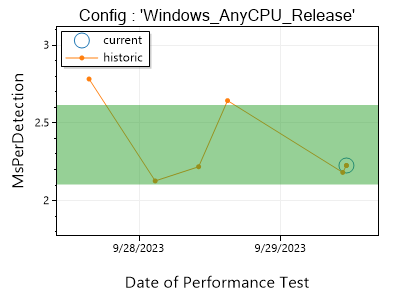 Config : 'Windows_AnyCPU_Release'
current
historic
3
2.5
2
MsPerDetection
9/28/2023
9/29/2023
Date of Performance Test